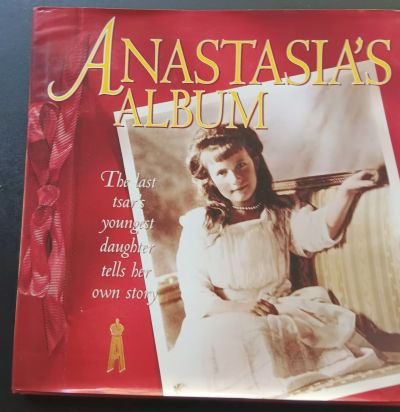 ANASTASIA'S
ALBUM
The last
tsar's
youngest
daughter
tells her
own story
A